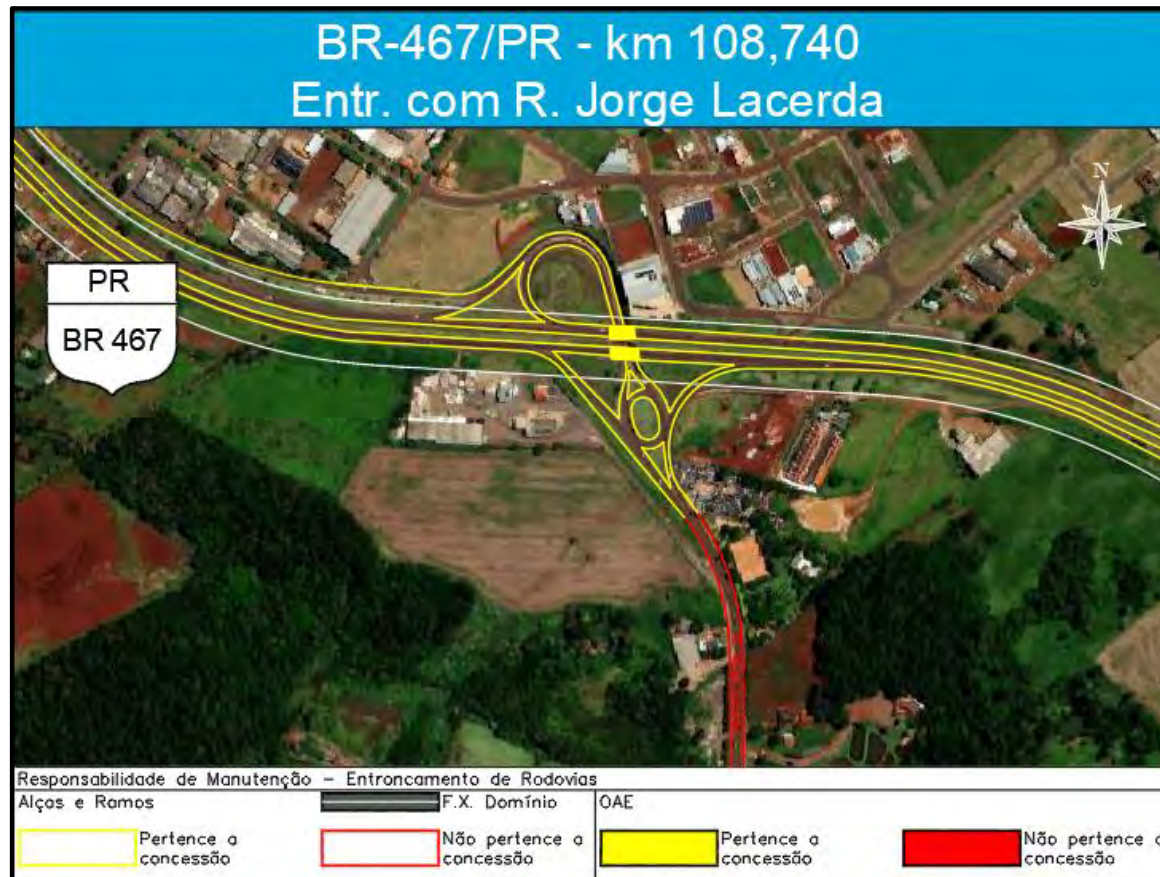 BR-467/PR - km 108,740
Entr. com R. Jorge Lacerda
N
PR
BR 467
Responsabilidade de Manutenção - Entroncamento de Rodovias
Alças e Ramos
F.X. Domínio
OAE
Pertence a
concessão
Não pertence a
concessão
Pertence a
concessão
Não pertence a
concessão